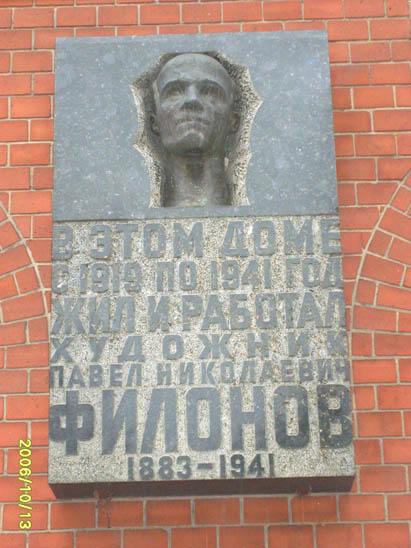 В ЭТОМ ДОМЕ
С 1919 ПО 1941 ГОД
ЖИЛ И РАБОТАЛ
ХУДОЖНИК
ПАВЕЛ НИКОЛАЕВИЧ
ФИЛОНОВ
1883-1941
2006/10/13